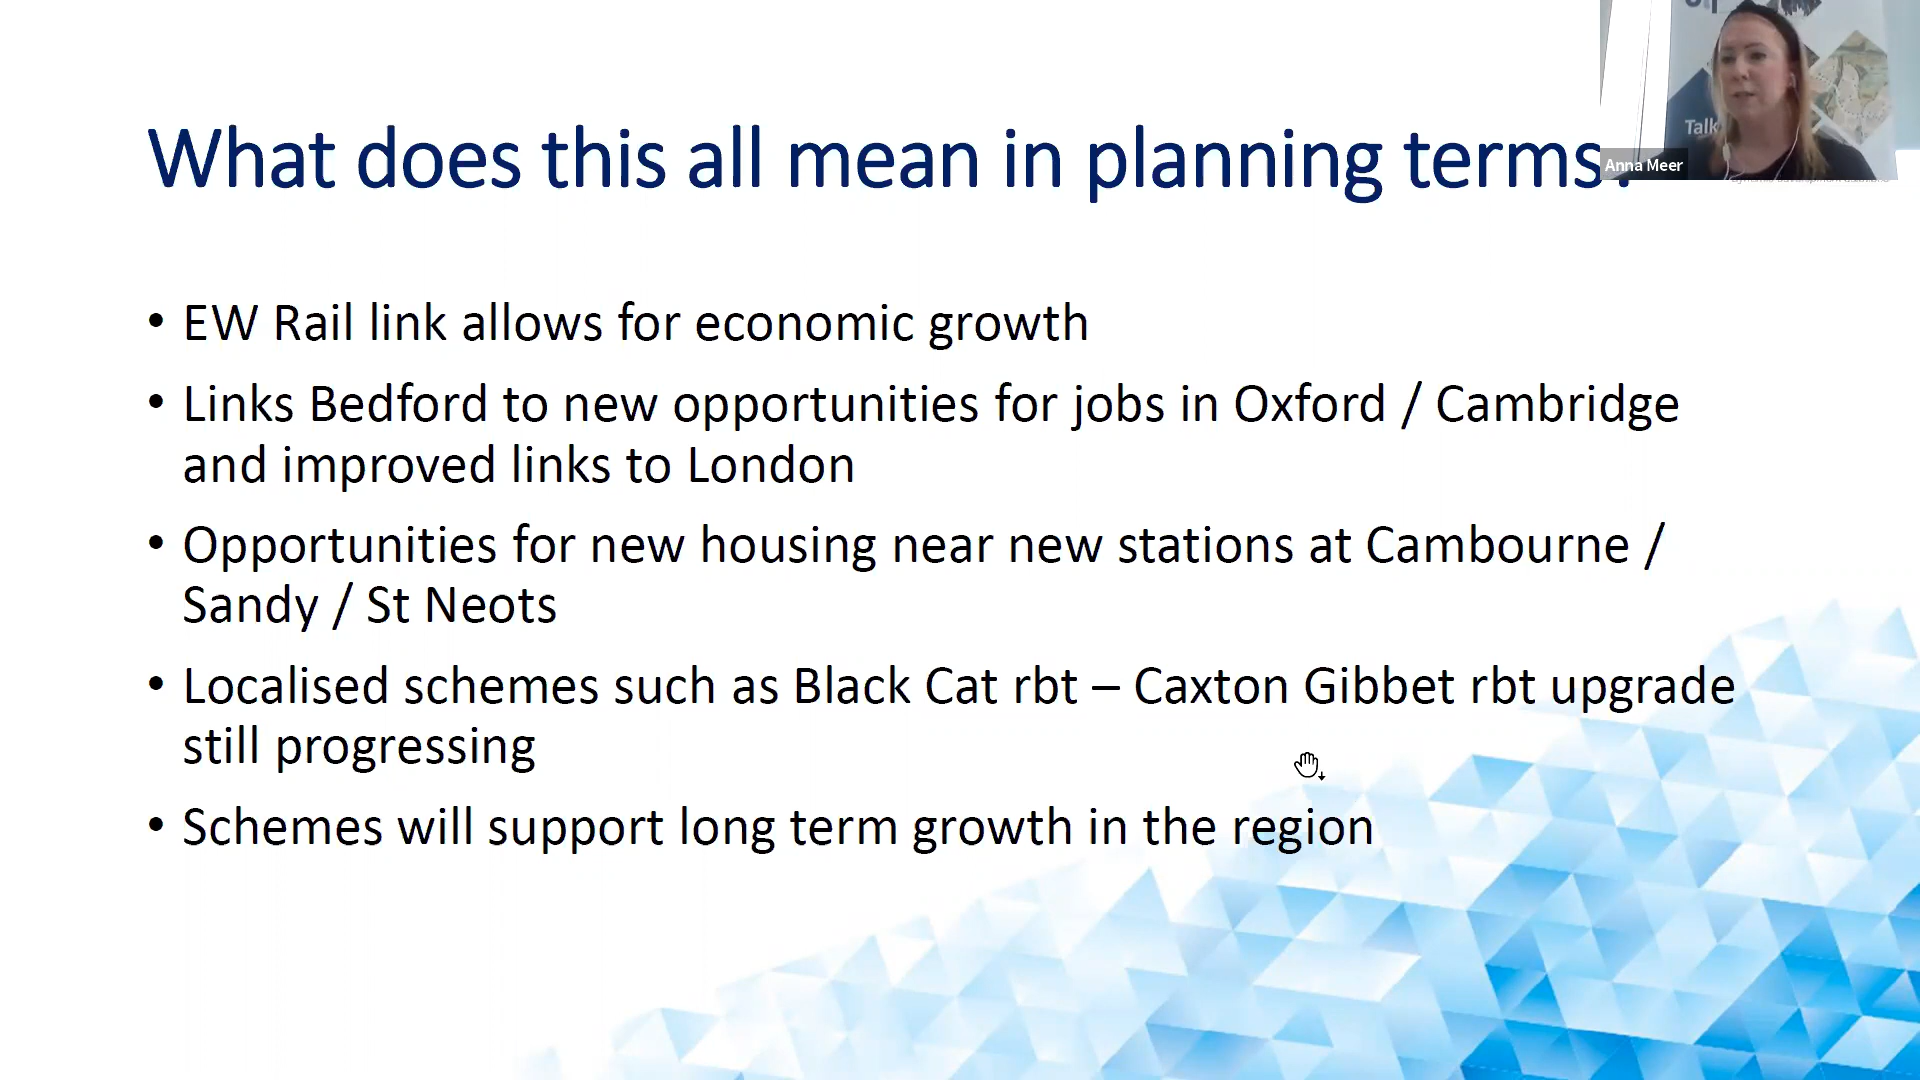 What does this all mean in planning terms
Talk
Anna Meer
• EW Rail link allows for economic growth
• Links Bedford to new opportunities for jobs in Oxford / Cambridge
and improved links to London
• Opportunities for new housing near new stations at Cambourne /
Sandy / St Neots
• Localised schemes such as Black Cat rbt – Caxton Gibbet rbt upgrade
still progressing
• Schemes will support long term growth in the region